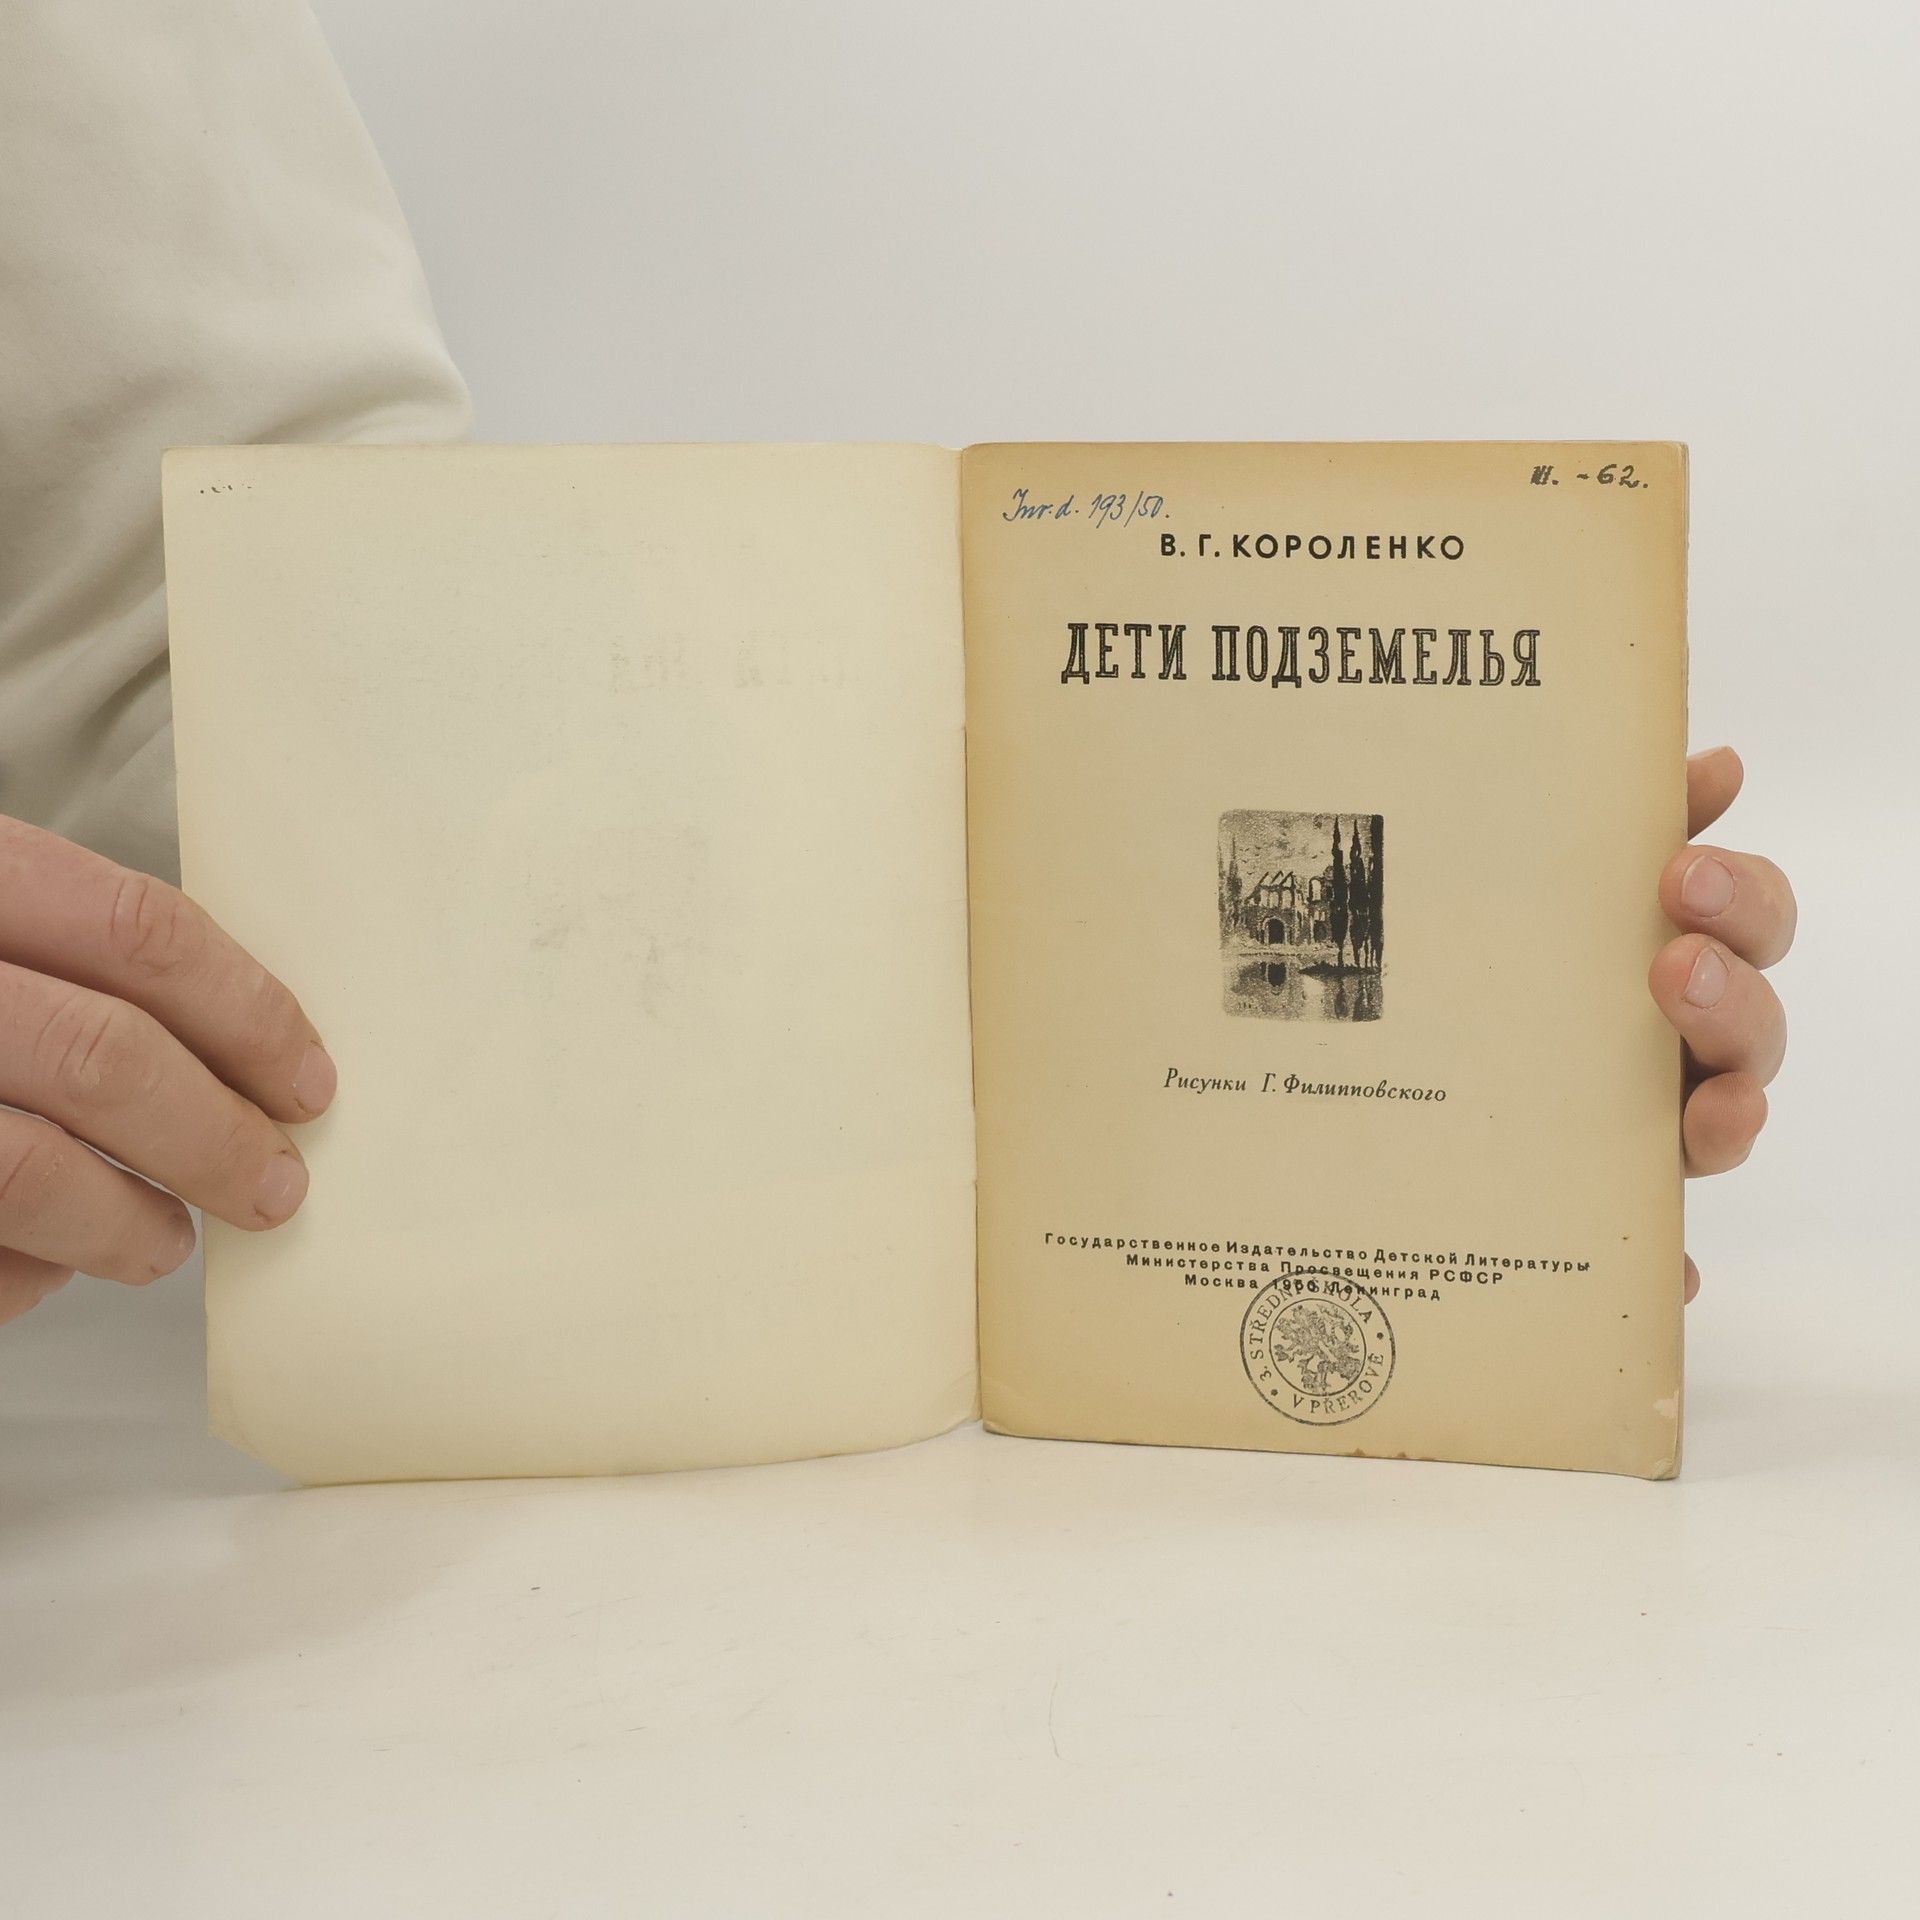 III. - 62.
Inv. d. 193/50.
В. Г. КОРОЛЕНКО
ДЕТИ ПОДЗЕМЕЛЬЯ
Рисунки Г. Филипповского
Государственное Издательство Детской Литературы
Министерства Просвещения РСФСР
Москва 1950 Ленинград
3. STŘEDNÍ ŠKOLA
V PŘEROVĚ